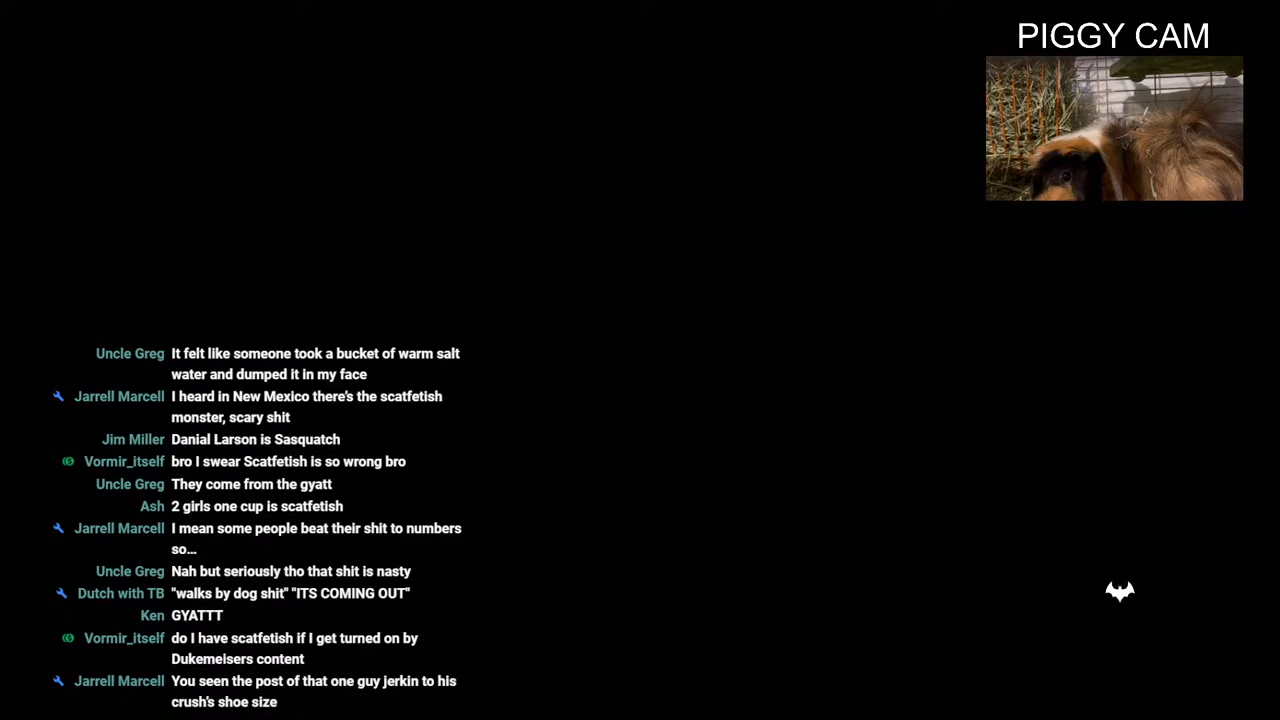 PIGGY CAM
Uncle Greg It felt like someone took a bucket of warm salt
water and dumped it in my face
Jarrell Marcell I heard in New Mexico there's the scatfetish
monster, scary shit
Jim Miller Danial Larson is Sasquatch
Vormir_itself bro I swear Scatfetish is so wrong bro
Uncle Greg They come from the gyatt
Ash 2 girls one cup is scatfetish
Jarrell Marcell I mean some people beat their shit to numbers
so...
Uncle Greg Nah but seriously tho that shit is nasty
Dutch with TB "walks by dog shit" "ITS COMING OUT"
Ken GYATTT
Vormir_itself do I have scatfetish if I get turned on by
Dukemeisers content
Jarrell Marcell You seen the post of that one guy jerkin to his
crush's shoe size